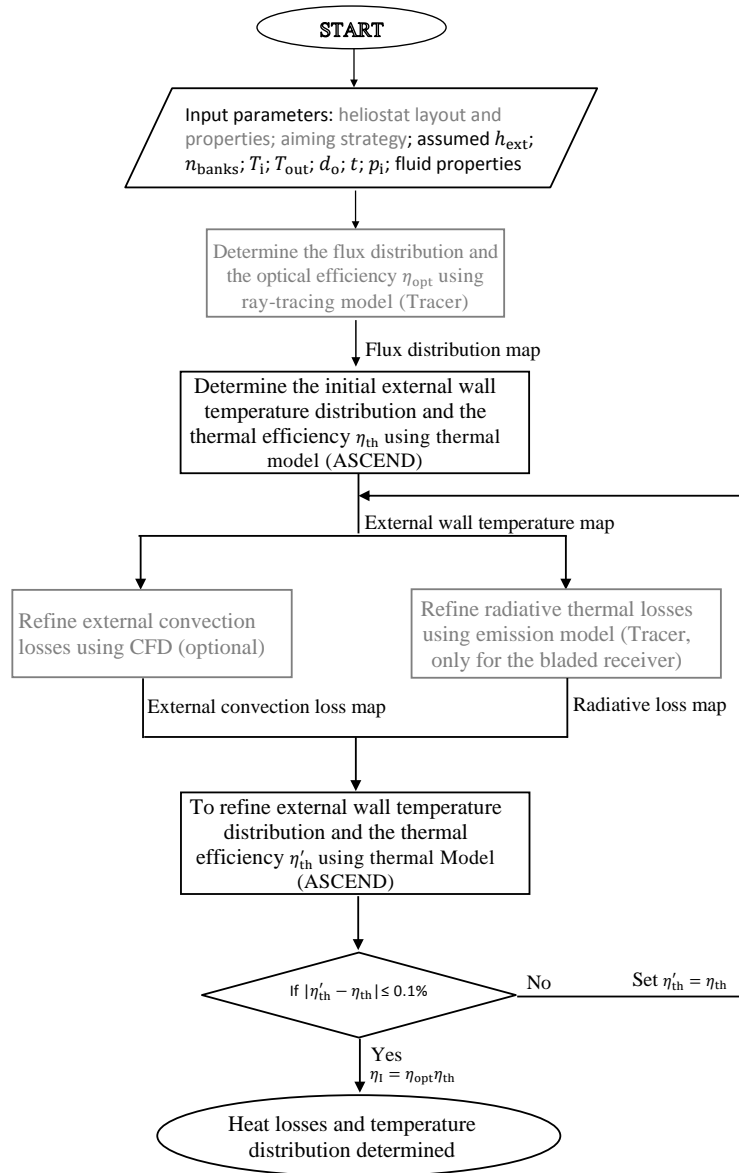 START
Input parameters: heliostat layout and
properties; aiming strategy; assumed h_ext;
n_banks; T_i; T_out; d_o; t; p_i; fluid properties
Determine the flux distribution and
the optical efficiency η_opt using
ray-tracing model (Tracer)
Flux distribution map
Determine the initial external wall
temperature distribution and the
thermal efficiency η_th using thermal
model (ASCEND)
External wall temperature map
Refine external convection
losses using CFD (optional)
Refine radiative thermal losses
using emission model (Tracer,
only for the bladed receiver)
External convection loss map
Radiative loss map
To refine external wall temperature
distribution and the thermal
efficiency η′_th using thermal Model
(ASCEND)
If |η′_th − η_th| ≤ 0.1%
No
Set η′_th = η_th
Yes
η_I = η_opt η_th
Heat losses and temperature
distribution determined